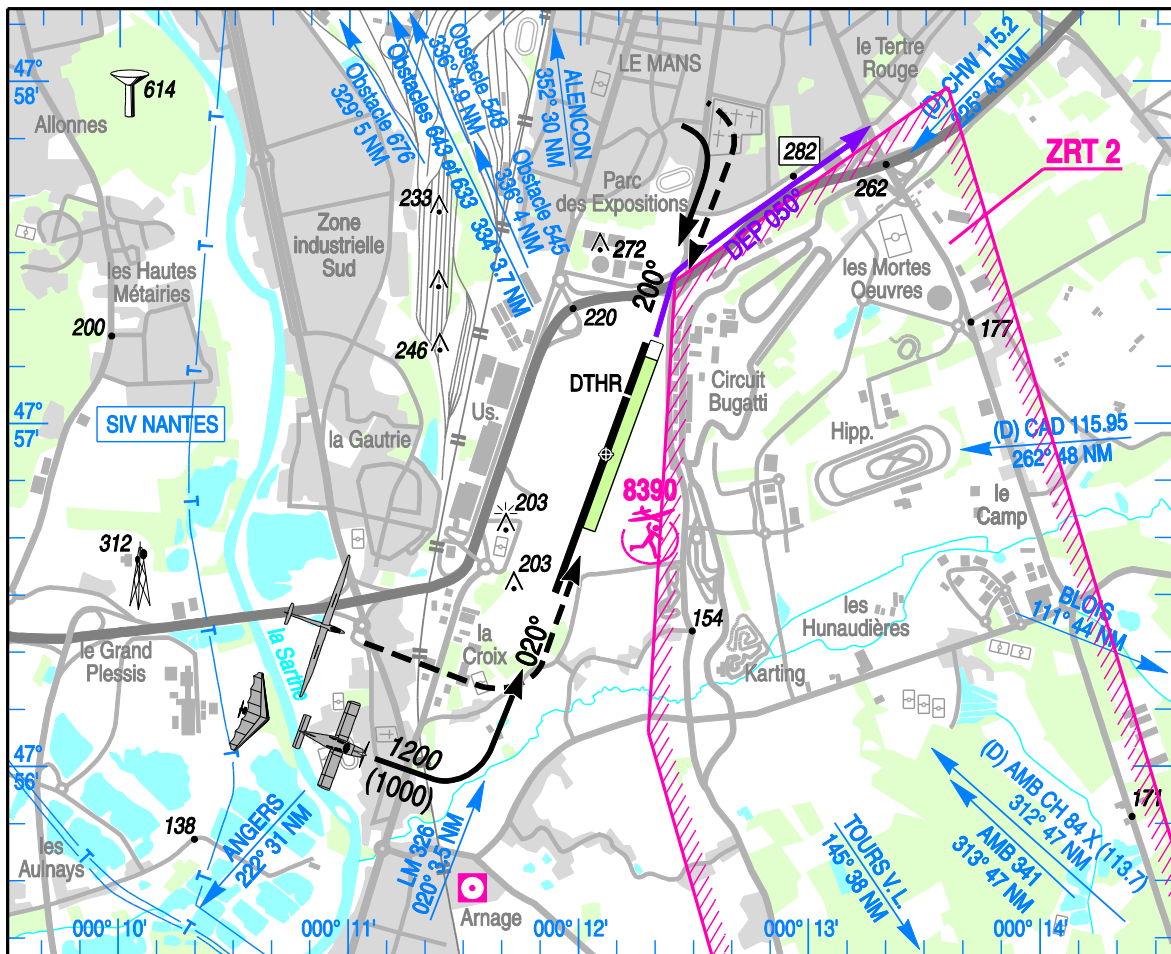 47°
58'
614
Allonnes
Obstacle 676
329° 5 NM
Obstacles 643 et 633
334° 3.7 NM
Obstacle 548
336° 4.9 NM
Obstacle 545
336° 4 NM
ALENCON
352° 30 NM
LE MANS
le Tertre
Rouge
(D) CHW 115.2
225° 45 NM
ZRT 2
282
262
233
Parc
des Expositions
DEP 050°
Zone
industrielle
Sud
272
les Hautes
Métairies
200°
les Mortes
Oeuvres
200
246
220
177
DTHR
Circuit
Bugatti
47°
57'
SIV NANTES
Us.
la Gautrie
Hipp.
(D) CAD 115.95
262° 48 NM
8390
203
le
Camp
312
203
BLOIS
111° 44 NM
154
les
Hunaudières
la Sarthe
la
Croix
020°
le Grand
Plessis
Karting
47°
56'
1200
(1000)
(D) AMB CH 84 X (113.7)
312° 47 NM
AMB 341
313° 47 NM
171
138
ANGERS
222° 31 NM
les
Aulnays
LM 326
020° 3.5 NM
TOURS V.L
145° 38 NM
Arnage
000° 10'
000° 11'
000° 12'
000° 13'
000° 14'
T
T
T
T
T
T
T
T
T
T